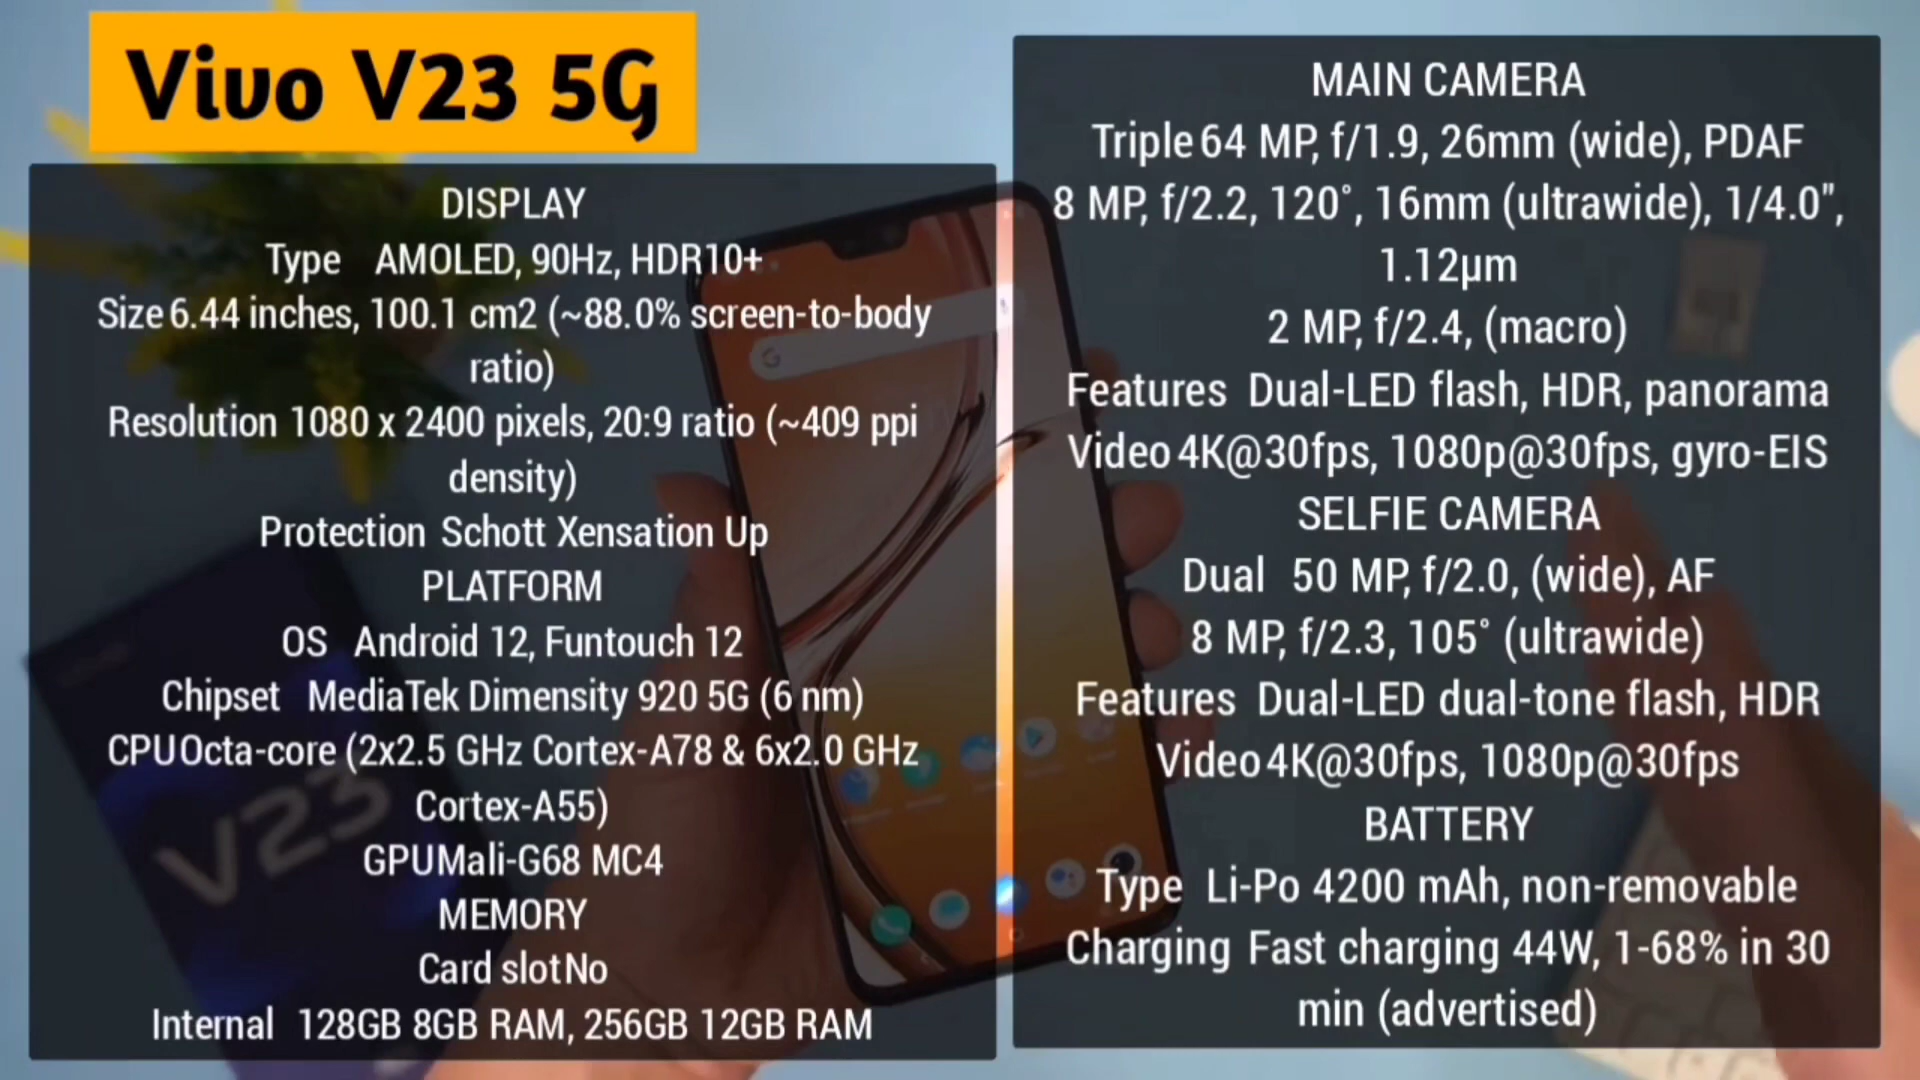 Vivo V23 5G
DISPLAY
Type AMOLED, 90Hz, HDR10+
Size 6.44 inches, 100.1 cm2 (~88.0% screen-to-body
ratio)
Resolution 1080 x 2400 pixels, 20:9 ratio (~409 ppi
density)
Protection Schott Xensation Up
PLATFORM
OS Android 12, Funtouch 12
Chipset MediaTek Dimensity 920 5G (6 nm)
CPUOcta-core (2x2.5 GHz Cortex-A78 & 6x2.0 GHz
Cortex-A55)
GPUMali-G68 MC4
MEMORY
Card slotNo
Internal 128GB 8GB RAM, 256GB 12GB RAM
MAIN CAMERA
Triple 64 MP, f/1.9, 26mm (wide), PDAF
8 MP, f/2.2, 120˚, 16mm (ultrawide), 1/4.0",
1.12µm
2 MP, f/2.4, (macro)
Features Dual-LED flash, HDR, panorama
Video 4K@30fps, 1080p@30fps, gyro-EIS
SELFIE CAMERA
Dual 50 MP, f/2.0, (wide), AF
8 MP, f/2.3, 105˚ (ultrawide)
Features Dual-LED dual-tone flash, HDR
Video 4K@30fps, 1080p@30fps
BATTERY
Type Li-Po 4200 mAh, non-removable
Charging Fast charging 44W, 1-68% in 30
min (advertised)
V23